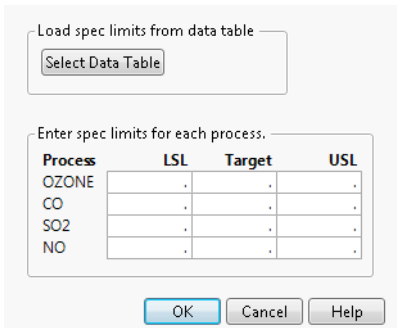 Load spec limits from data table
Select Data Table
Enter spec limits for each process.
Process LSL Target USL
OZONE . . .
CO . . .
SO2 . . .
NO . . .
OK Cancel Help